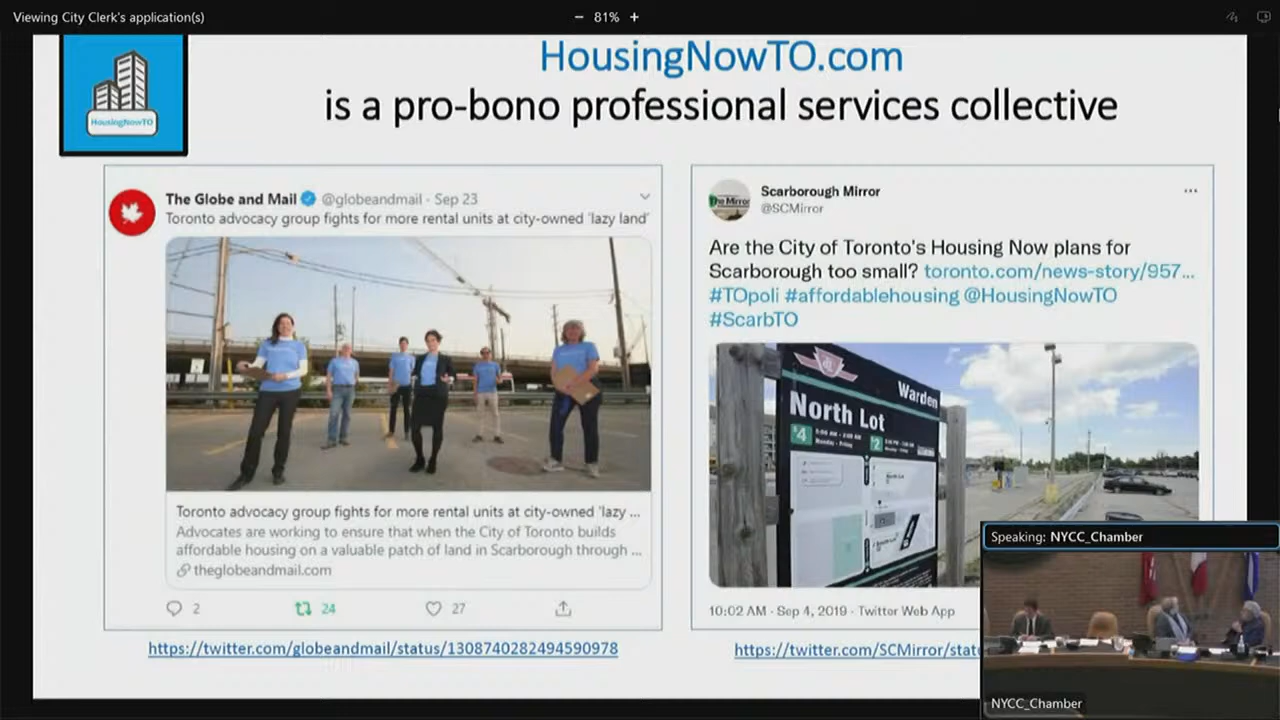 Viewing City Clerk's application(s)
− 81% +
HousingNowTO.com
is a pro-bono professional services collective
HousingNowTO
The Globe and Mail @globeandmail · Sep 23
Toronto advocacy group fights for more rental units at city-owned 'lazy land'
Toronto advocacy group fights for more rental units at city-owned 'lazy ...
Advocates are working to ensure that when the City of Toronto builds
affordable housing on a valuable patch of land in Scarborough through ...
theglobeandmail.com
2 24 27
https://twitter.com/globeandmail/status/1308740282494590978
The Mirror
Scarborough Mirror
@SCMirror
Are the City of Toronto's Housing Now plans for
Scarborough too small? toronto.com/news-story/957...
#TOpoli #affordablehousing @HousingNowTO
#ScarbTO
Warden
North Lot
$4
$2
10:02 AM · Sep 4, 2019 · Twitter Web App
https://twitter.com/SCMirror/stat
Speaking: NYCC_Chamber
NYCC_Chamber